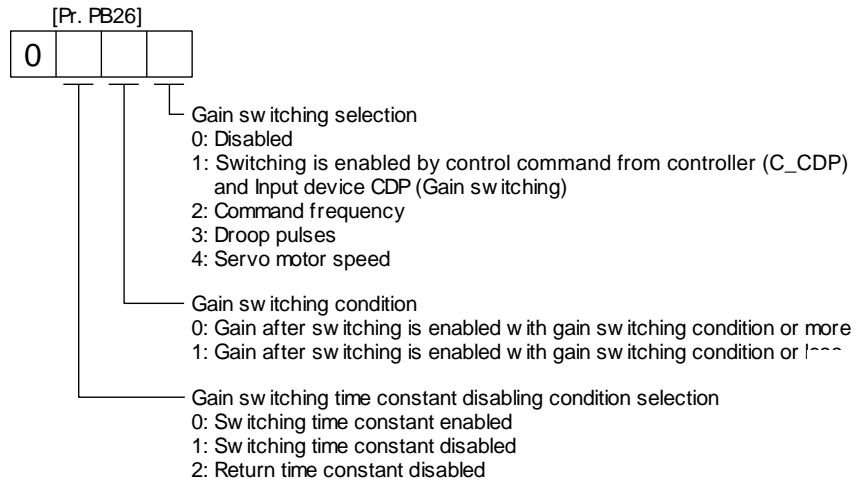 [Pr. PB26]
0
Gain switching selection
0: Disabled
1: Switching is enabled by control command from controller (C_CDP)
and Input device CDP (Gain switching)
2: Command frequency
3: Droop pulses
4: Servo motor speed
Gain switching condition
0: Gain after switching is enabled with gain switching condition or more
1: Gain after switching is enabled with gain switching condition or
Gain switching time constant disabling condition selection
0: Switching time constant enabled
1: Switching time constant disabled
2: Return time constant disabled